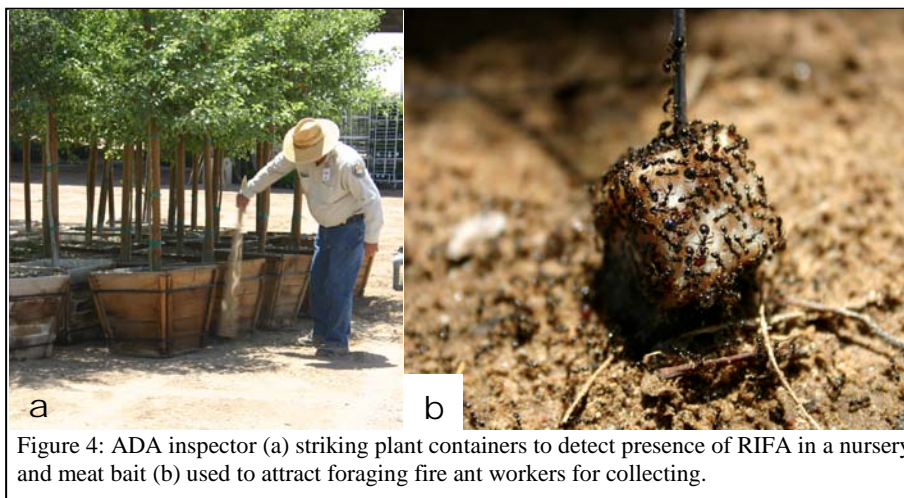 a
b
Figure 4: ADA inspector (a) striking plant containers to detect presence of RIFA in a nursery
and meat bait (b) used to attract foraging fire ant workers for collecting.